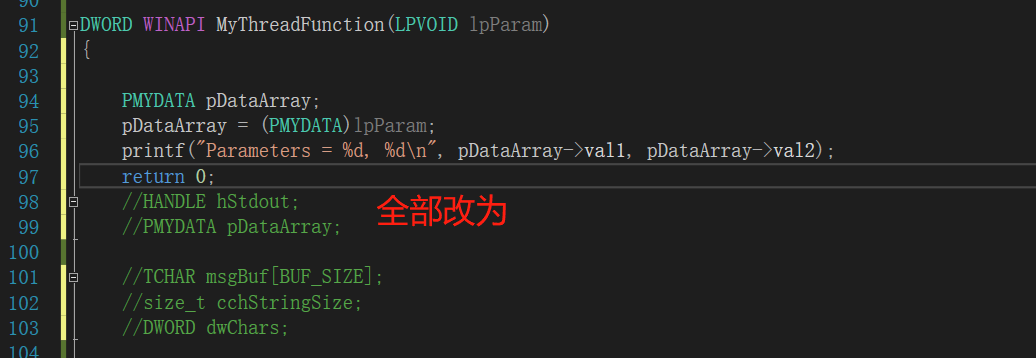 90
91 DWORD WINAPI MyThreadFunction(LPVOID lpParam)
92 {
93
94 PMYDATA pDataArray;
95 pDataArray = (PMYDATA)lpParam;
96 printf("Parameters = %d, %d\n", pDataArray->val1, pDataArray->val2);
97 return 0;
98 //HANDLE hStdout;
全部改为
99 //PMYDATA pDataArray;
100
101 //TCHAR msgBuf[BUF_SIZE];
102 //size_t cchStringSize;
103 //DWORD dwChars;
104